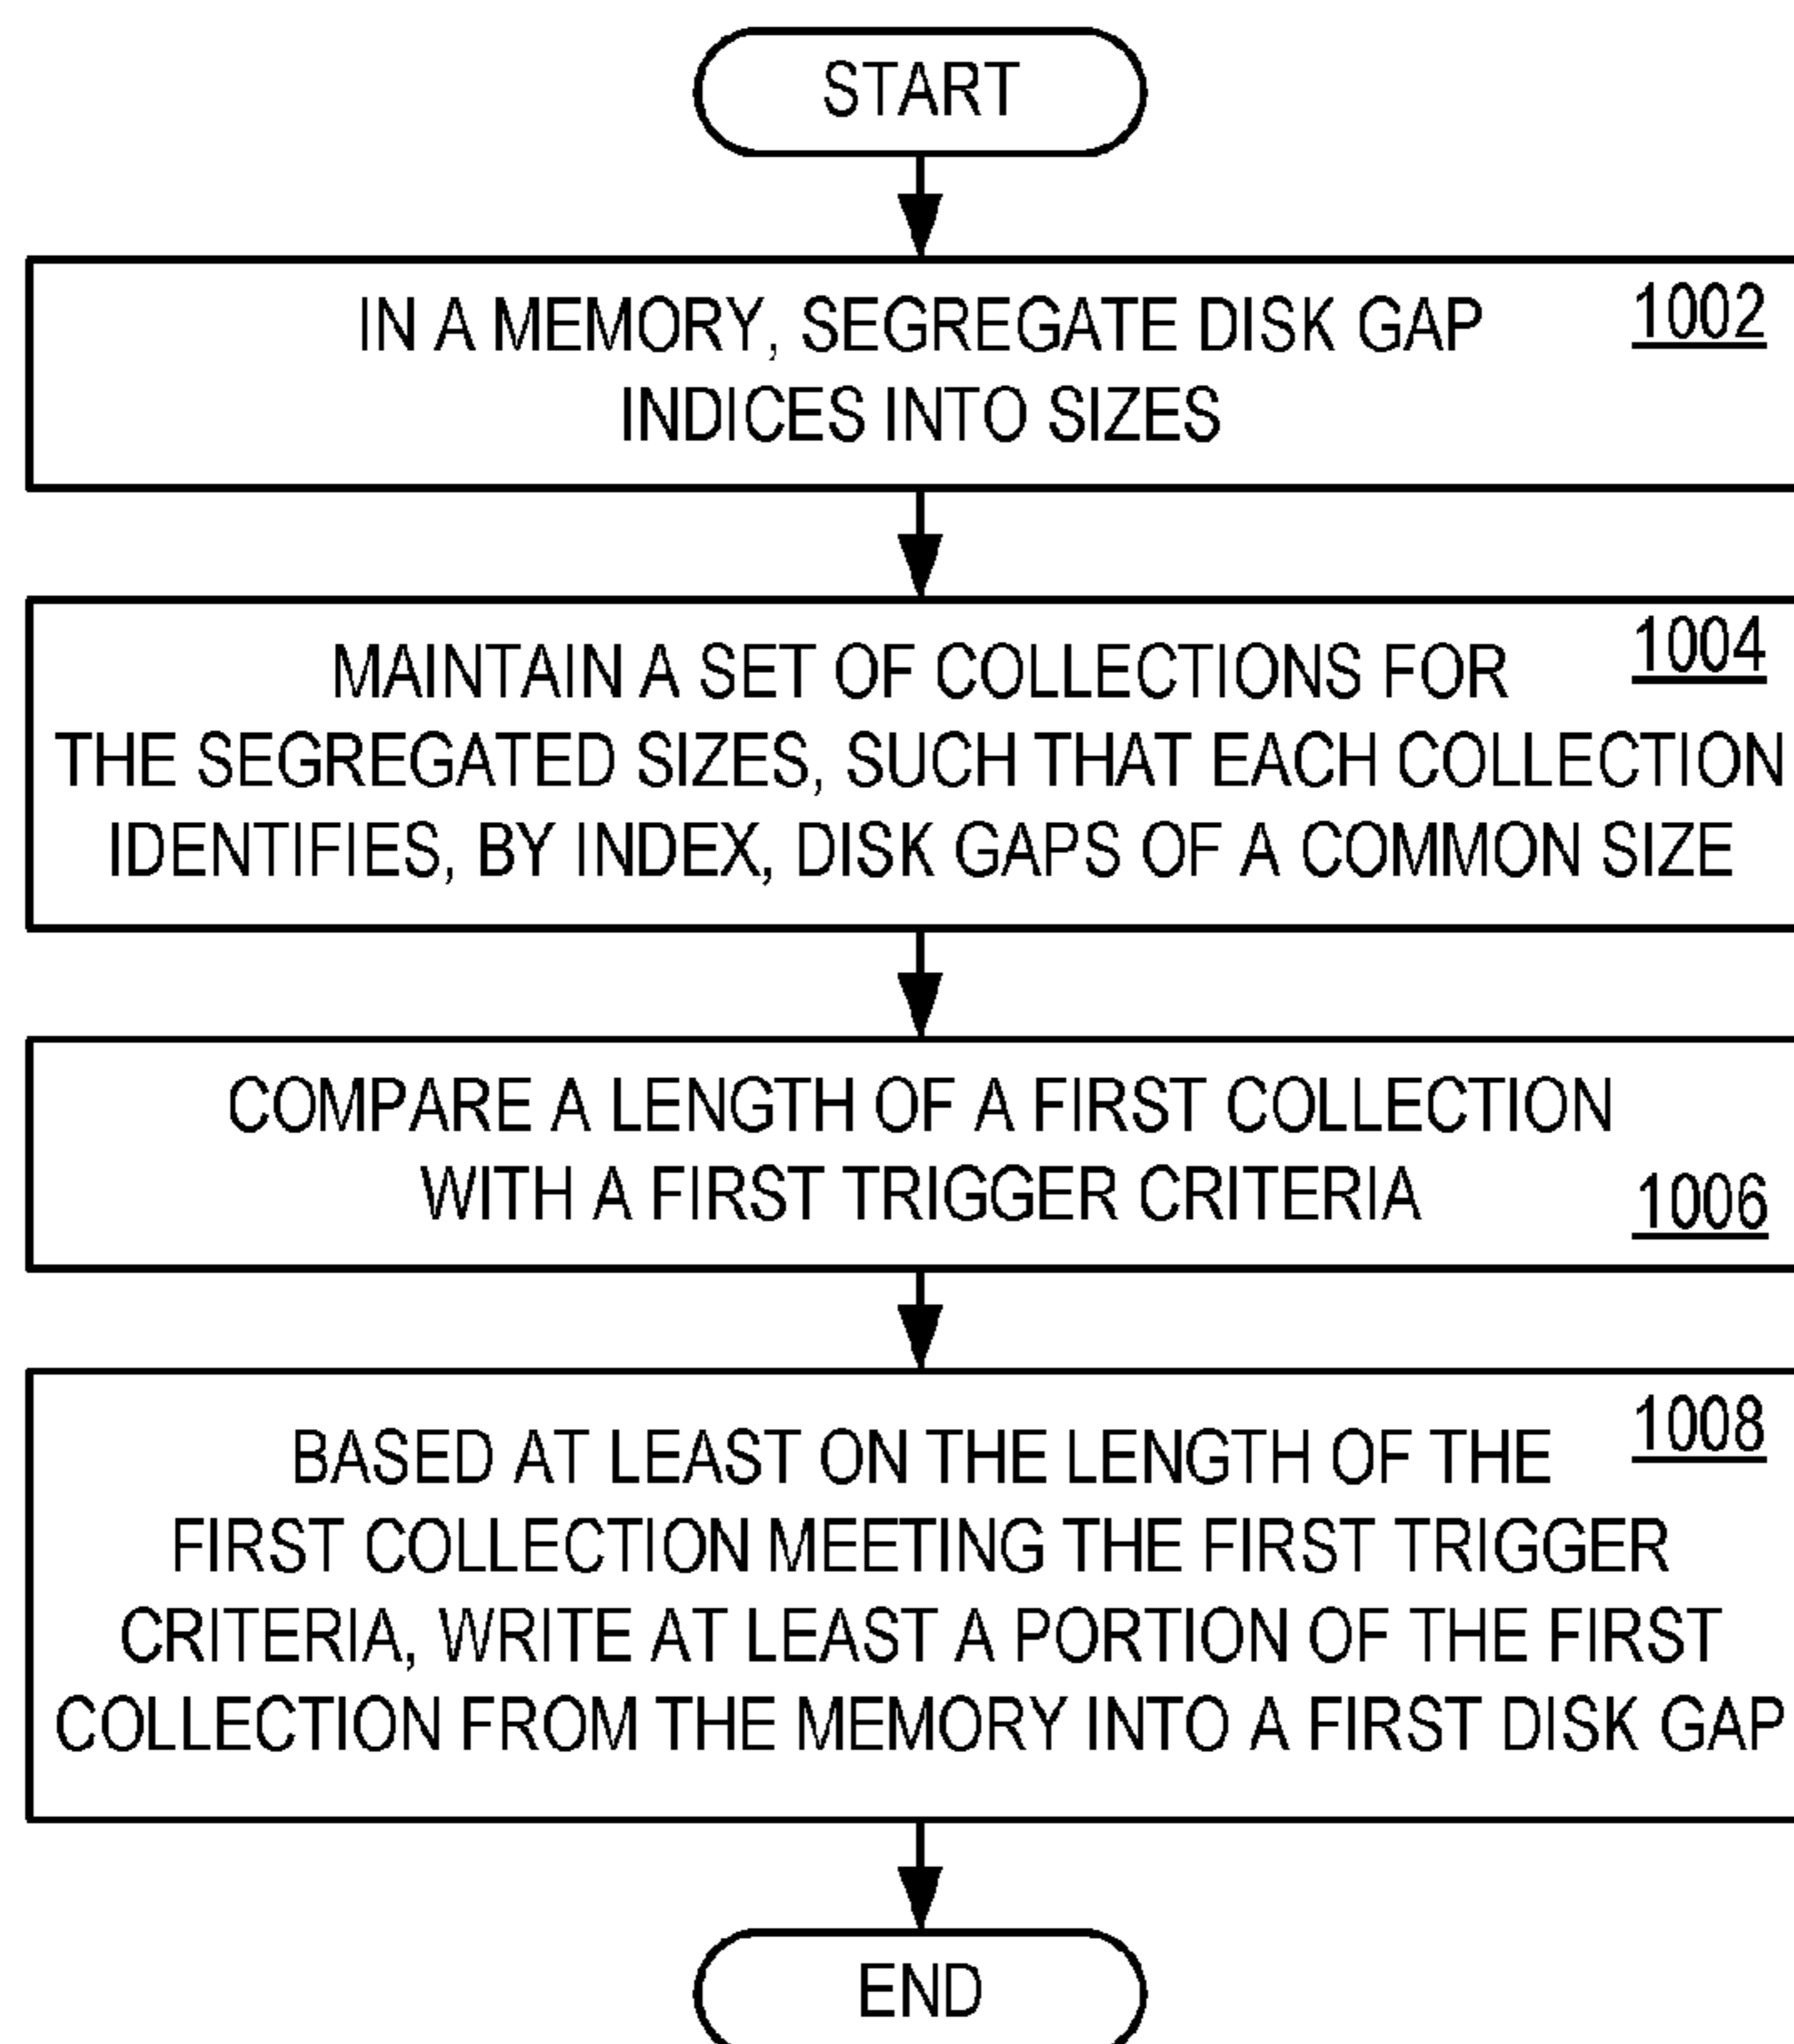 START
IN A MEMORY, SEGREGATE DISK GAP 1002
INDICES INTO SIZES
MAINTAIN A SET OF COLLECTIONS FOR 1004
THE SEGREGATED SIZES, SUCH THAT EACH COLLECTION
IDENTIFIES, BY INDEX, DISK GAPS OF A COMMON SIZE
COMPARE A LENGTH OF A FIRST COLLECTION
WITH A FIRST TRIGGER CRITERIA 1006
BASED AT LEAST ON THE LENGTH OF THE 1008
FIRST COLLECTION MEETING THE FIRST TRIGGER
CRITERIA, WRITE AT LEAST A PORTION OF THE FIRST
COLLECTION FROM THE MEMORY INTO A FIRST DISK GAP
END